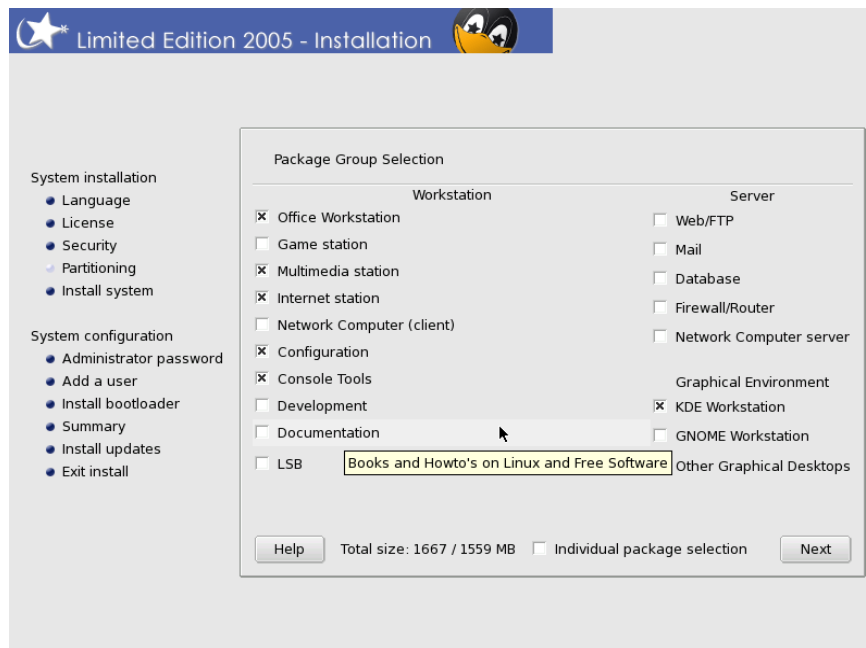 Limited Edition 2005 - Installation
System installation
Language
License
Security
Partitioning
Install system
System configuration
Administrator password
Add a user
Install bootloader
Summary
Install updates
Exit install
Package Group Selection
Workstation
Office Workstation
Game station
Multimedia station
Internet station
Network Computer (client)
Configuration
Console Tools
Development
Documentation
LSB
Books and Howto's on Linux and Free Software
Server
Web/FTP
Mail
Database
Firewall/Router
Network Computer server
Graphical Environment
KDE Workstation
GNOME Workstation
Other Graphical Desktops
Help
Total size: 1667 / 1559 MB
Individual package selection
Next